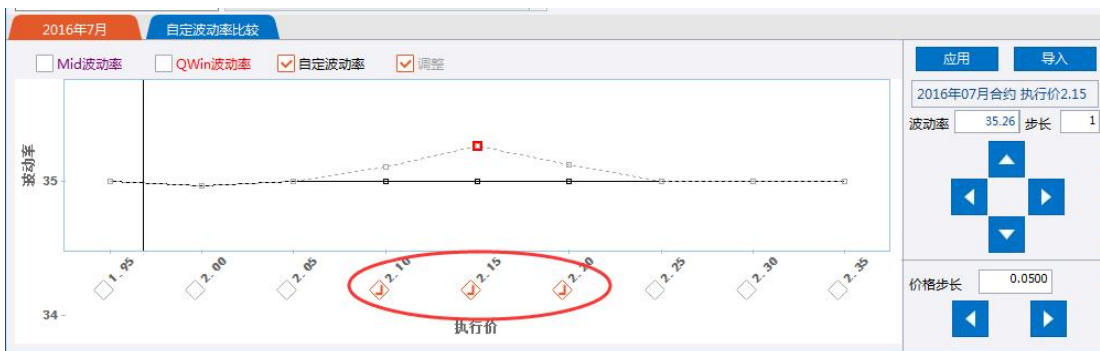 2016年7月 自定波动率比较
Mid波动率 QWin波动率 自定波动率 调整
应用 导入
2016年07月合约 执行价2.15
波动率 35.26 步长 1
波动率
35
1.95 2.00 2.05 2.10 2.15 2.20 2.25 2.30 2.35
34
执行价
价格步长 0.0500